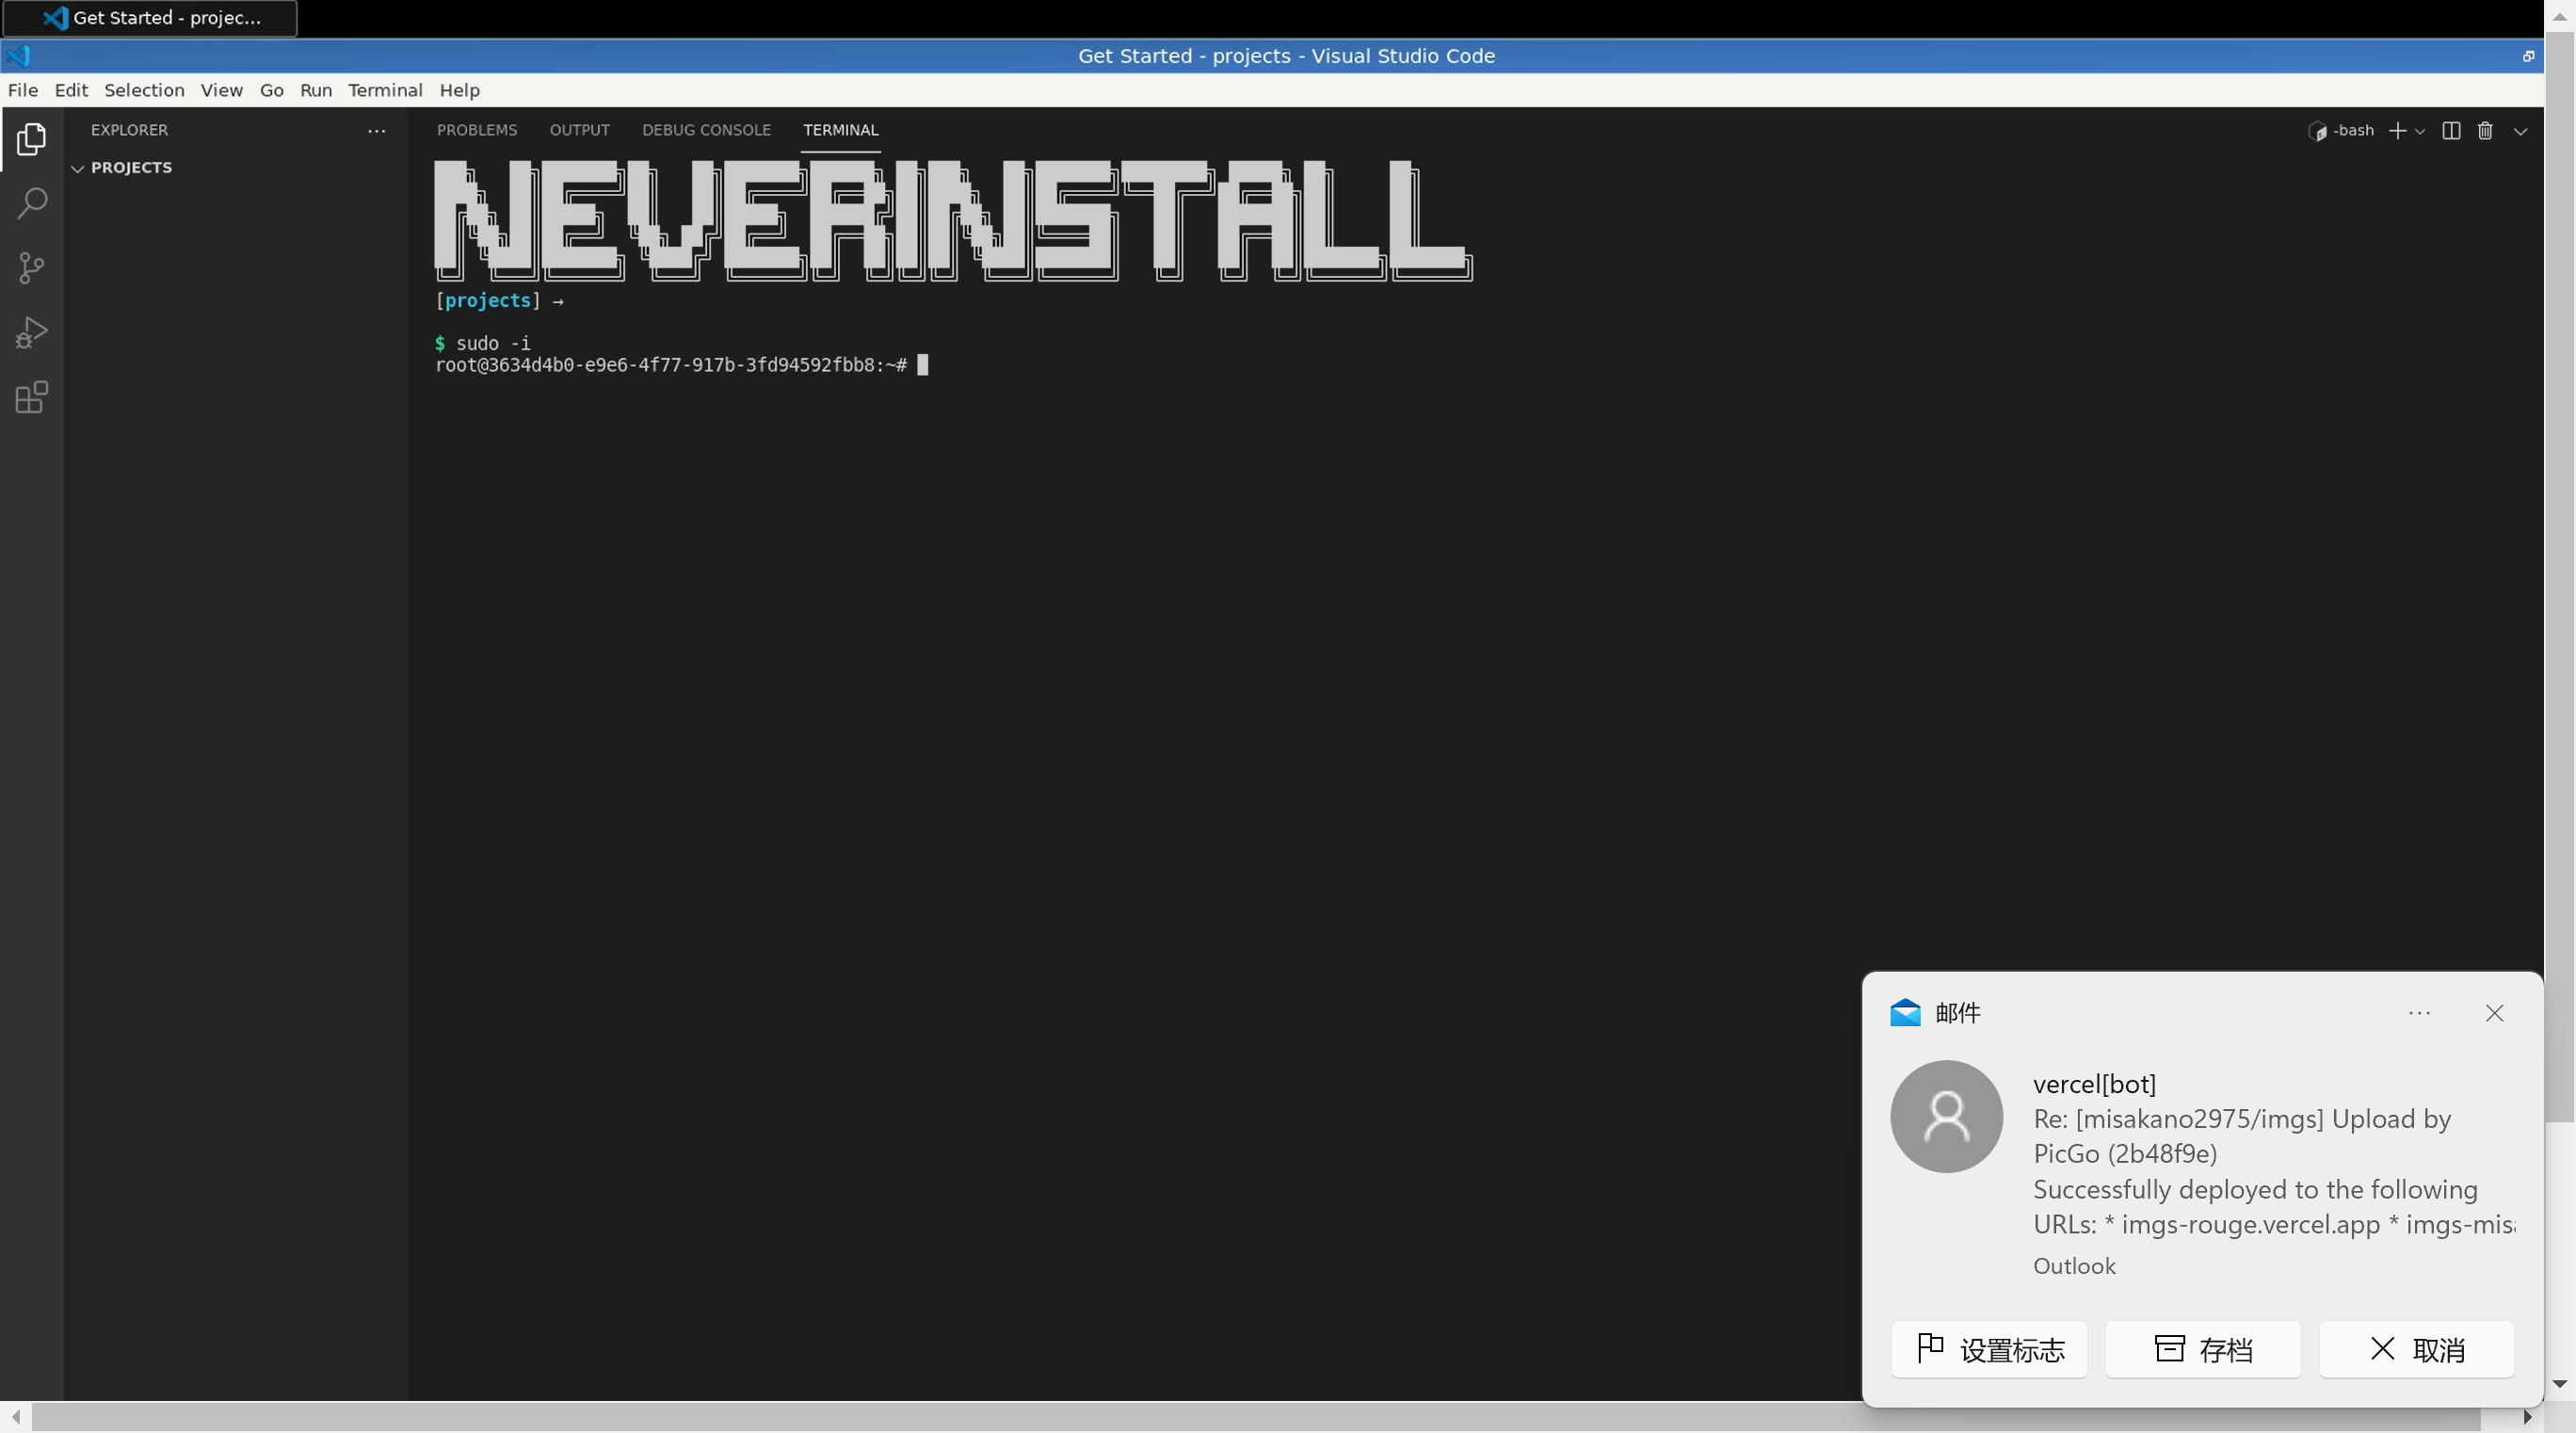 Get Started - projec...
Get Started - projects - Visual Studio Code
File Edit Selection View Go Run Terminal Help
EXPLORER
PROJECTS
PROBLEMS OUTPUT DEBUG CONSOLE TERMINAL
-bash
NEVERINSTALL
[projects] →
$ sudo -i
root@3634d4b0-e9e6-4f77-917b-3fd94592fbb8:~#
邮件
vercel[bot]
Re: [misakano2975/imgs] Upload by
PicGo (2b48f9e)
Successfully deployed to the following
URLs: * imgs-rouge.vercel.app * imgs-mis
Outlook
设置标志 存档 取消